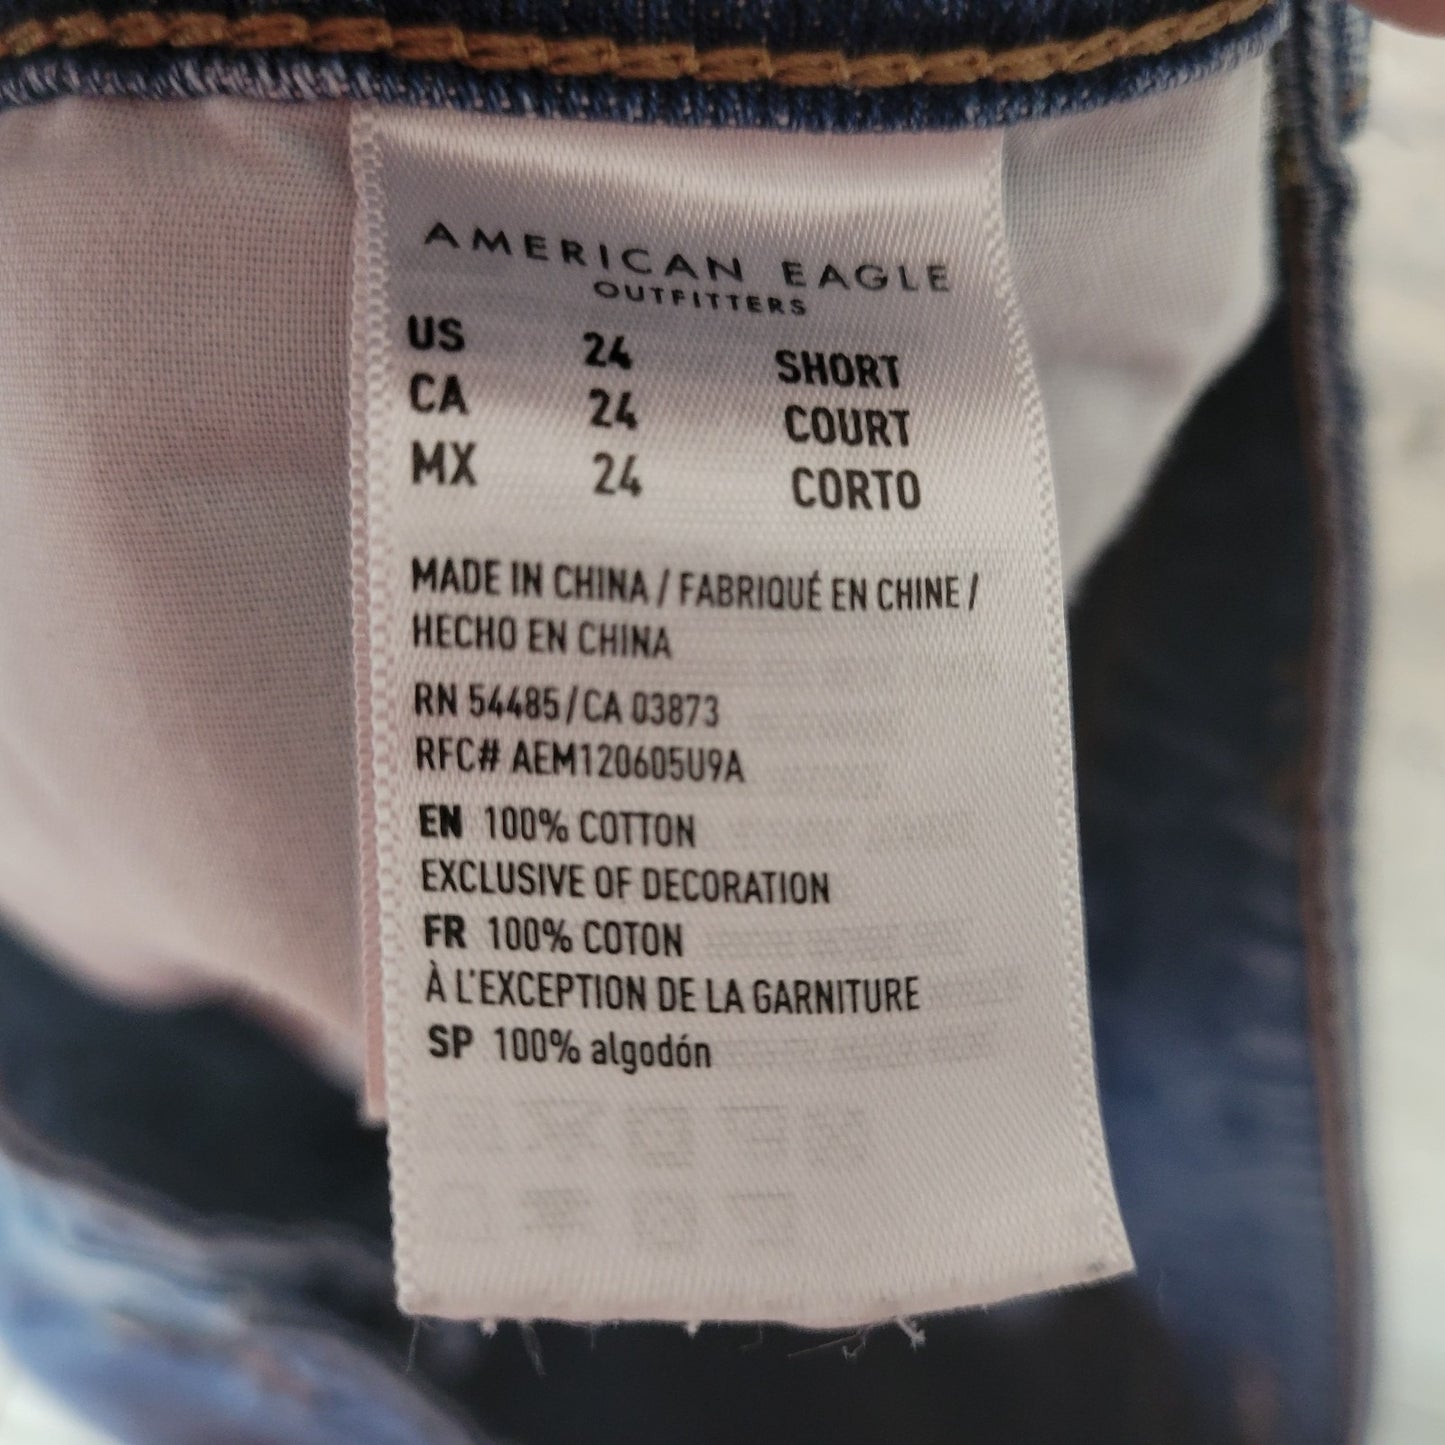 AMERICAN EAGLE
OUTFITTERS
US 24 SHORT
CA 24 COURT
MX 24 CORTO
MADE IN CHINA / FABRIQUÉ EN CHINE /
HECHO EN CHINA
RN 54485/CA 03873
RFC# AEM120605U9A
EN 100% COTTON
EXCLUSIVE OF DECORATION
FR 100% COTON
À L'EXCEPTION DE LA GARNITURE
SP 100% algodón